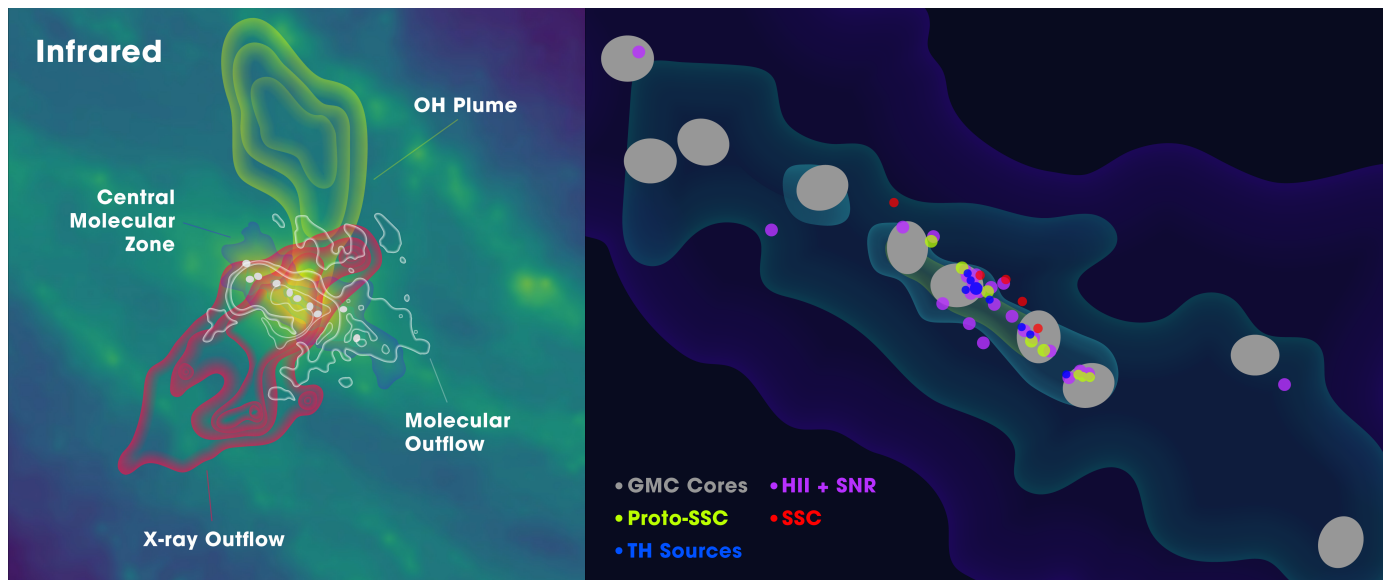 Infrared
OH Plume
Central
Molecular
Zone
Molecular
Outflow
X-ray Outflow
• GMC Cores
• HII + SNR
• Proto-SSC
• SSC
• TH Sources